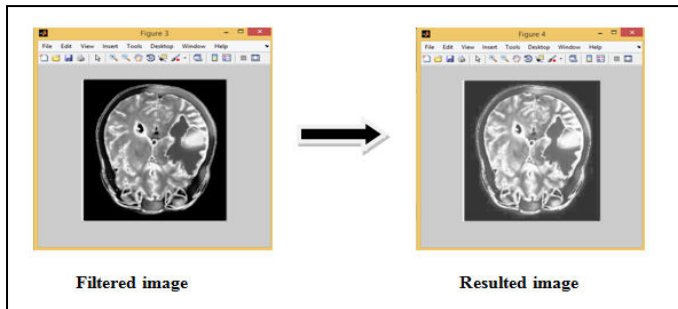 Figure 3
File Edit View Insert Tools Desktop Window Help
Figure 4
File Edit View Insert Tools Desktop Window Help
Filtered image
Resulted image